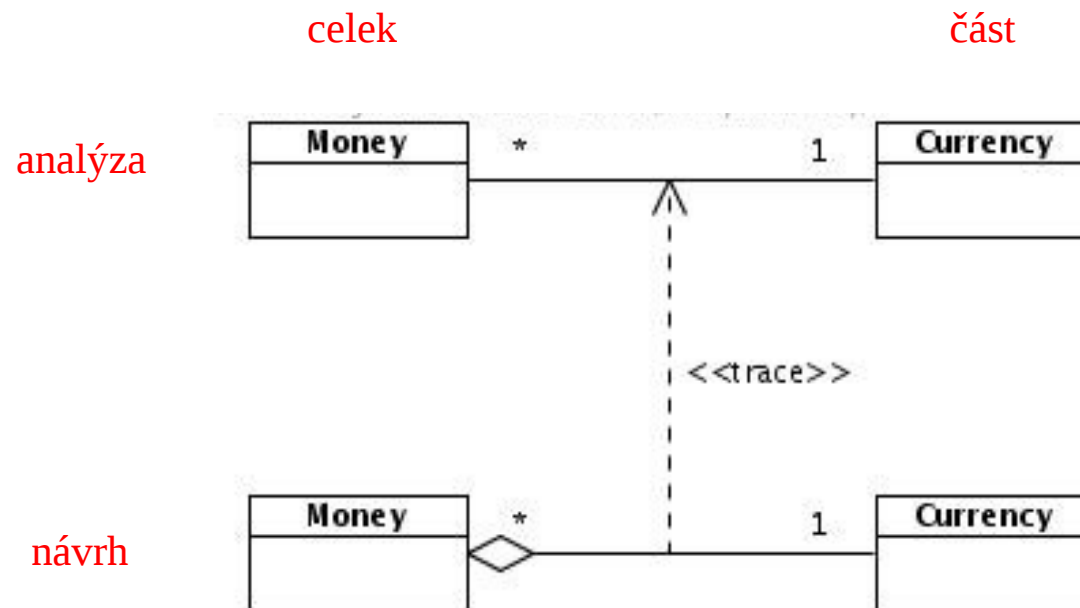 celek část
analýza
Money * 1 Currency
<<trace>>
návrh
Money * 1 Currency